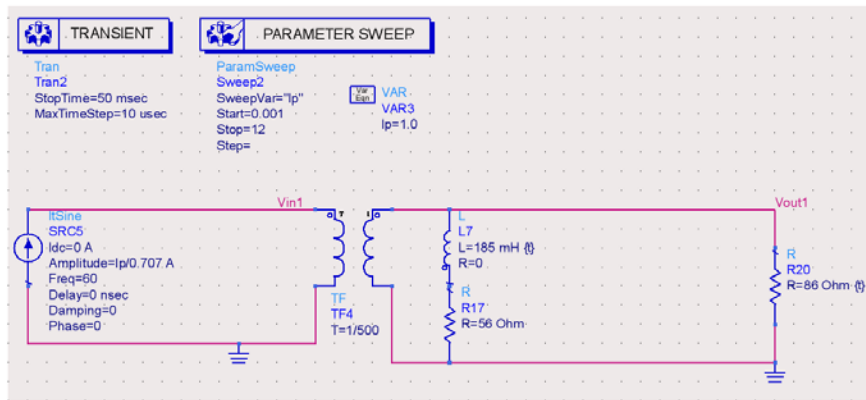 TRANSIENT
PARAMETER SWEEP
Tran
Tran2
StopTime=50 msec
MaxTimeStep=10 usec
ParamSweep
Sweep2
SweepVar="Ip"
Start=0.001
Stop=12
Step=
Var
Eqn
VAR
VAR3
Ip=1.0
Vin1
Vout1
ItSine
SRC5
Idc=0 A
Amplitude=Ip/0.707 A
Freq=60
Delay=0 nsec
Damping=0
Phase=0
T
1
TF
TF4
T=1/500
L
L7
L=185 mH {t}
R=0
R
R17
R=56 Ohm
R
R20
R=86 Ohm {t}